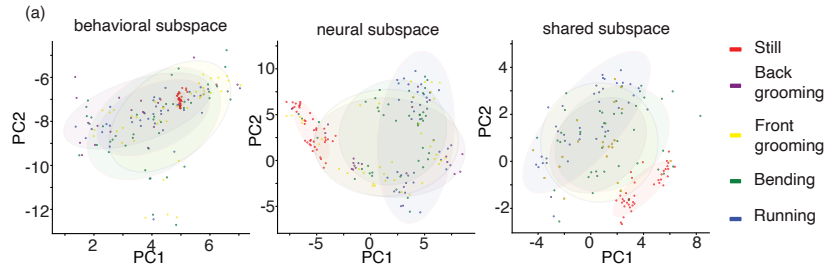 (a)
behavioral subspace
neural subspace
shared subspace
PC2
-6
-8
-10
-12
2
4
6
PC1
PC2
10
5
0
-5
-5
0
5
PC1
PC2
4
2
0
-2
-4
0
4
8
PC1
Still
Back
grooming
Front
grooming
Bending
Running